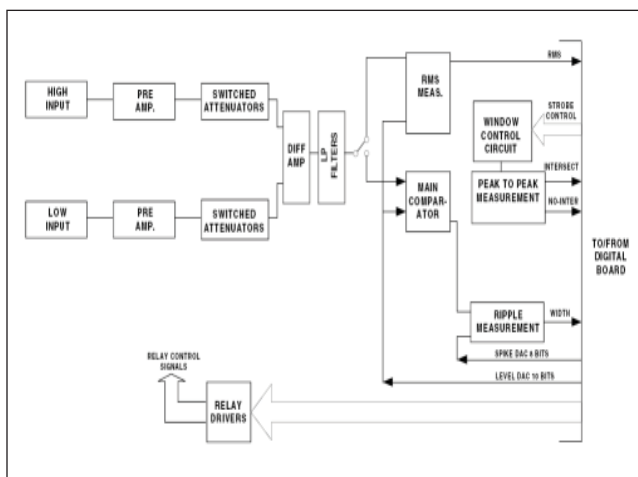 HIGH
INPUT
PRE
AMP.
SWITCHED
ATTENUATORS
LOW
INPUT
PRE
AMP.
SWITCHED
ATTENUATORS
DIFF
AMP
LP
FILTERS
RMS
MEAS.
RMS
STROBE
CONTROL
WINDOW
CONTROL
CIRCUIT
INTERSECT
PEAK TO PEAK
MEASUREMENT
NO-INTER
MAIN
COMPAR-
ATOR
TO/FROM
DIGITAL
BOARD
RIPPLE
MEASUREMENT
WIDTH
SPIKE DAC 8 BITS
LEVEL DAC 10 BITS
RELAY CONTROL
SIGNALS
RELAY
DRIVERS